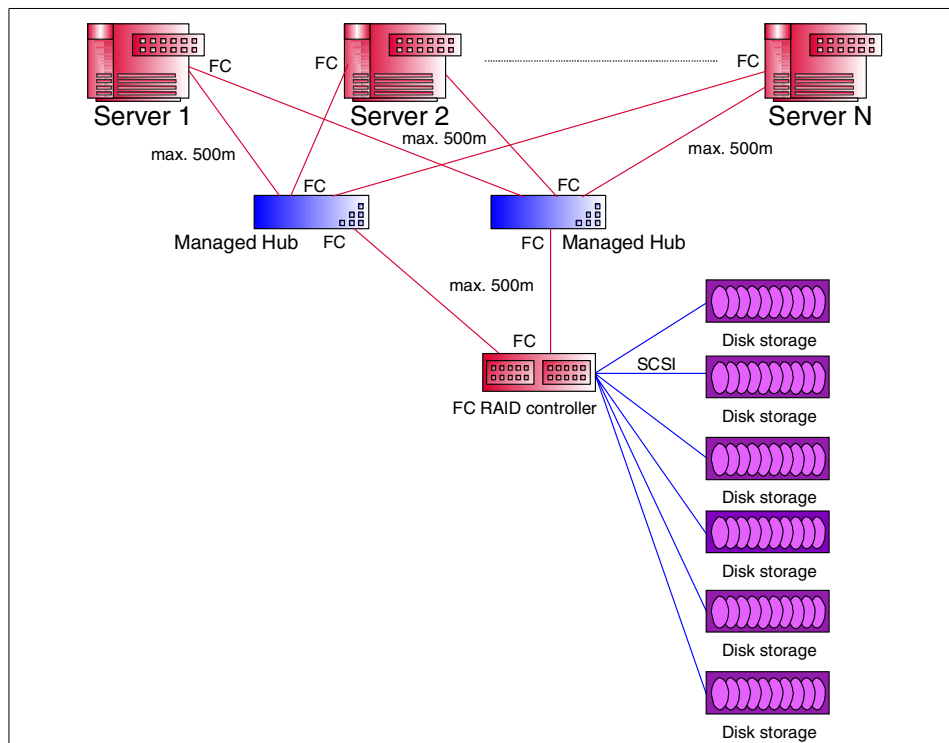 FC
FC
FC
Server 1
Server 2
Server N
max. 500m
max. 500m
max. 500m
FC
FC
Managed Hub
FC
FC
Managed Hub
max. 500m
FC
FC RAID controller
SCSI
Disk storage
Disk storage
Disk storage
Disk storage
Disk storage
Disk storage